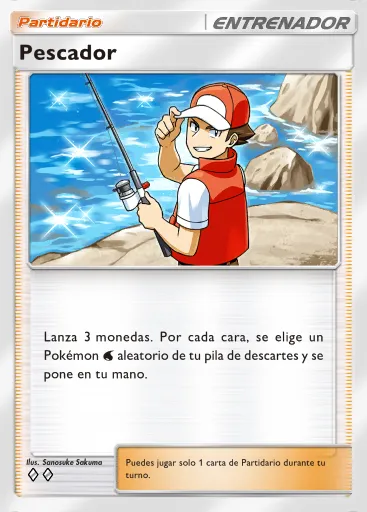 Partidario
ENTRENADOR
Pescador
Lanza 3 monedas. Por cada cara, se elige un
Pokémon aleatorio de tu pila de descartes y se
pone en tu mano.
Ilus. Sanosuke Sakuma
Puedes jugar solo 1 carta de Partidario durante tu
turno.